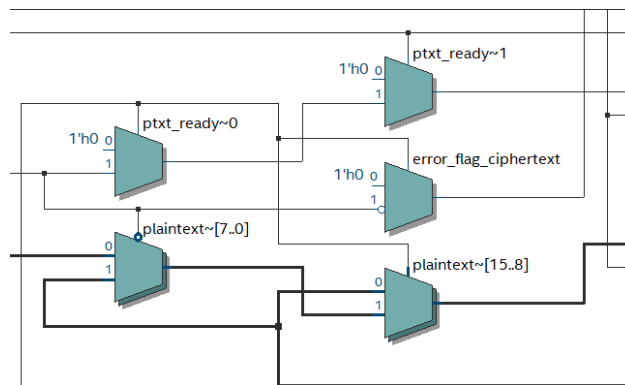 ptxt_ready~1
1'h0 0
1
ptxt_ready~0
1'h0 0
1
error_flag_ciphertext
1'h0 0
1
plaintext~[7..0]
0
1
plaintext~[15..8]
0
1